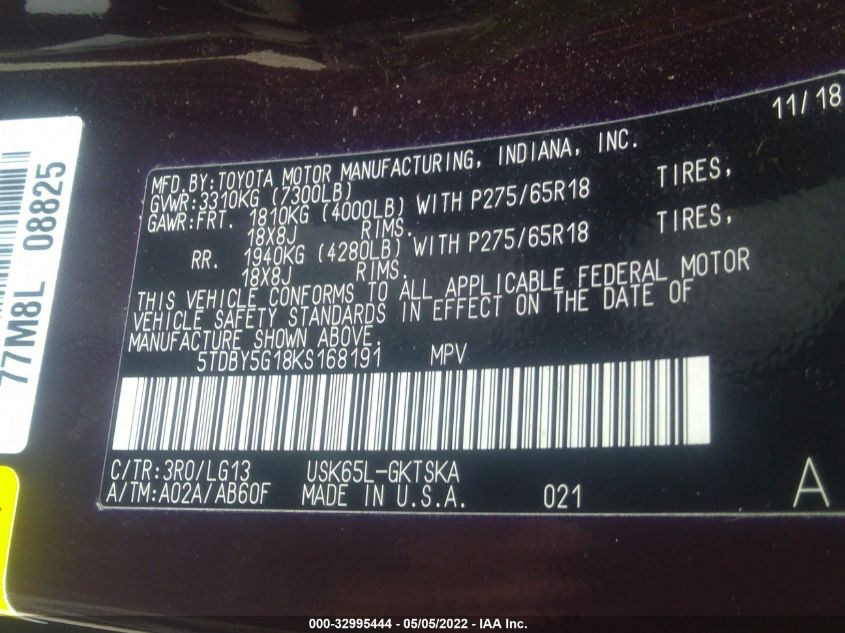 11/18
MFD.BY:TOYOTA MOTOR MANUFACTURING, INDIANA, INC.
GVWR:3310KG (7300LB)
GAWR:FRT. 1810KG (4000LB) WITH P275/65R18 TIRES,
18X8J RIMS.
RR. 1940KG (4280LB) WITH P275/65R18 TIRES,
18X8J RIMS.
THIS VEHICLE CONFORMS TO ALL APPLICABLE FEDERAL MOTOR
VEHICLE SAFETY STANDARDS IN EFFECT ON THE DATE OF
MANUFACTURE SHOWN ABOVE.
5TDBY5G18KS168191 MPV
C/TR:3R0/LG13 USK65L-GKTSKA
A/TM:A02A/AB60F MADE IN U.S.A. 021 A
77M8L 08825
000-32995444 - 05/05/2022 - IAA Inc.